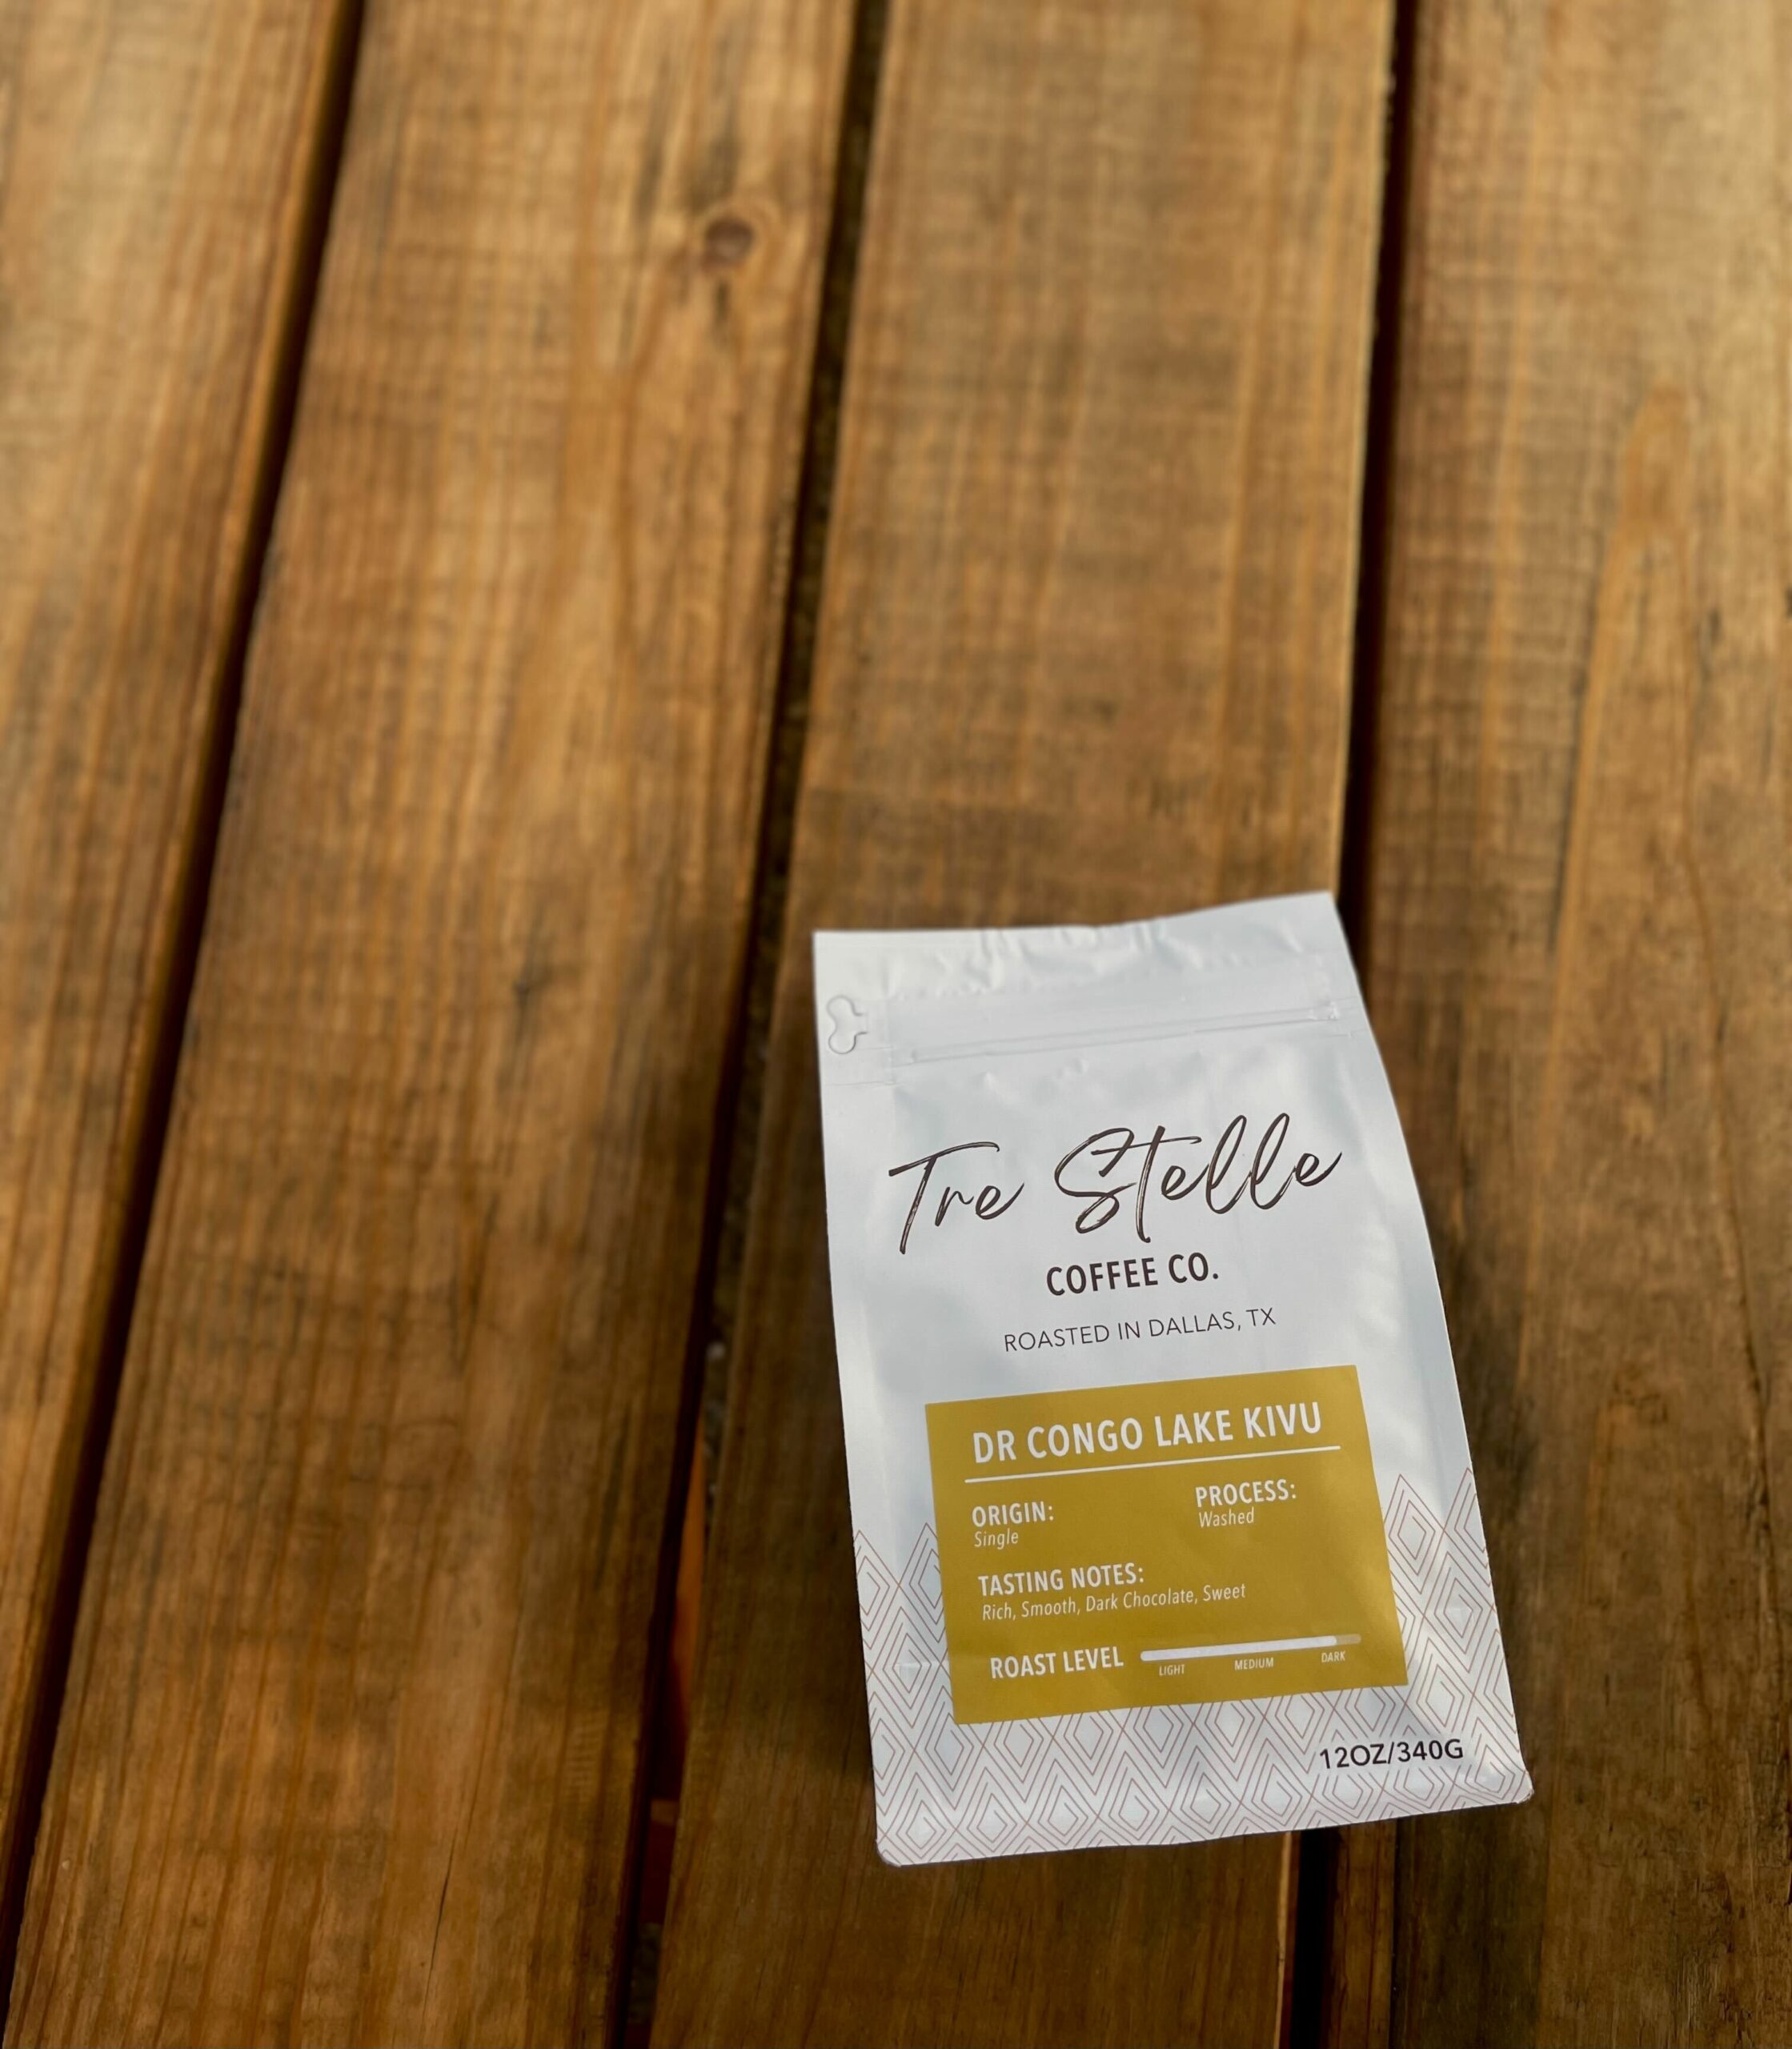 Tre Stelle
COFFEE CO.
ROASTED IN DALLAS, TX
DR CONGO LAKE KIVU
ORIGIN:
Single
PROCESS:
Washed
TASTING NOTES:
Rich, Smooth, Dark Chocolate, Sweet
ROAST LEVEL
LIGHT MEDIUM DARK
12OZ/340G